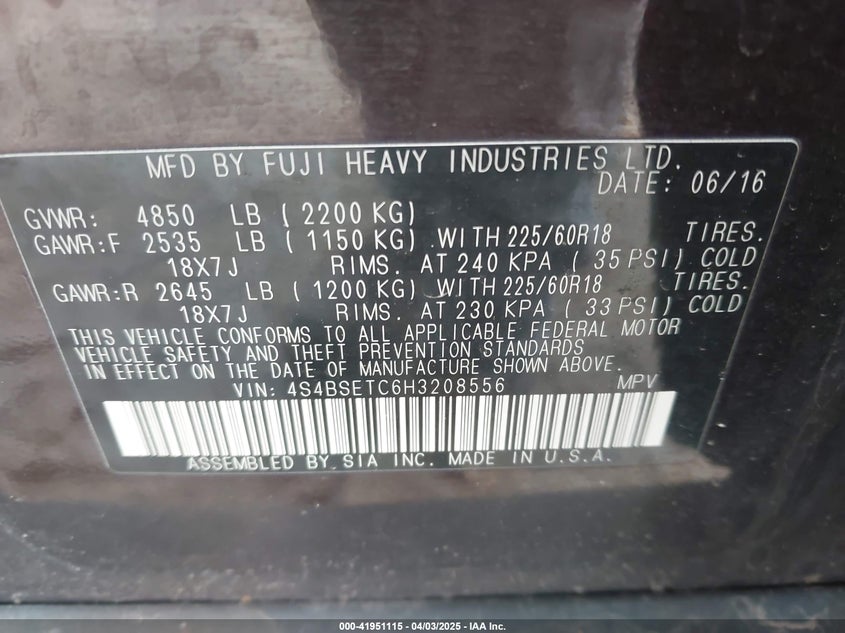 MFD BY FUJI HEAVY INDUSTRIES LTD.
DATE: 06/16
GVWR: 4850 LB ( 2200 KG)
GAWR:F 2535 LB ( 1150 KG) .WITH 225/60R18 TIRES.
18X7J RIMS. AT 240 KPA ( 35 PSI) COLD
GAWR:R 2645 LB ( 1200 KG) WITH 225/60R18 TIRES.
18X7J RIMS. AT 230 KPA ( 33 PSI) COLD
THIS VEHICLE CONFORMS TO ALL APPLICABLE FEDERAL MOTOR
VEHICLE SAFETY AND THEFT PREVENTION STANDARDS
IN EFFECT ON THE DATE OF MANUFACTURE SHOWN ABOVE.
VIN: 4S4BSETC6H3208556 MPV
ASSEMBLED BY SIA INC. MADE IN U.S.A.
000-41951115 - 04/03/2025 - IAA Inc.